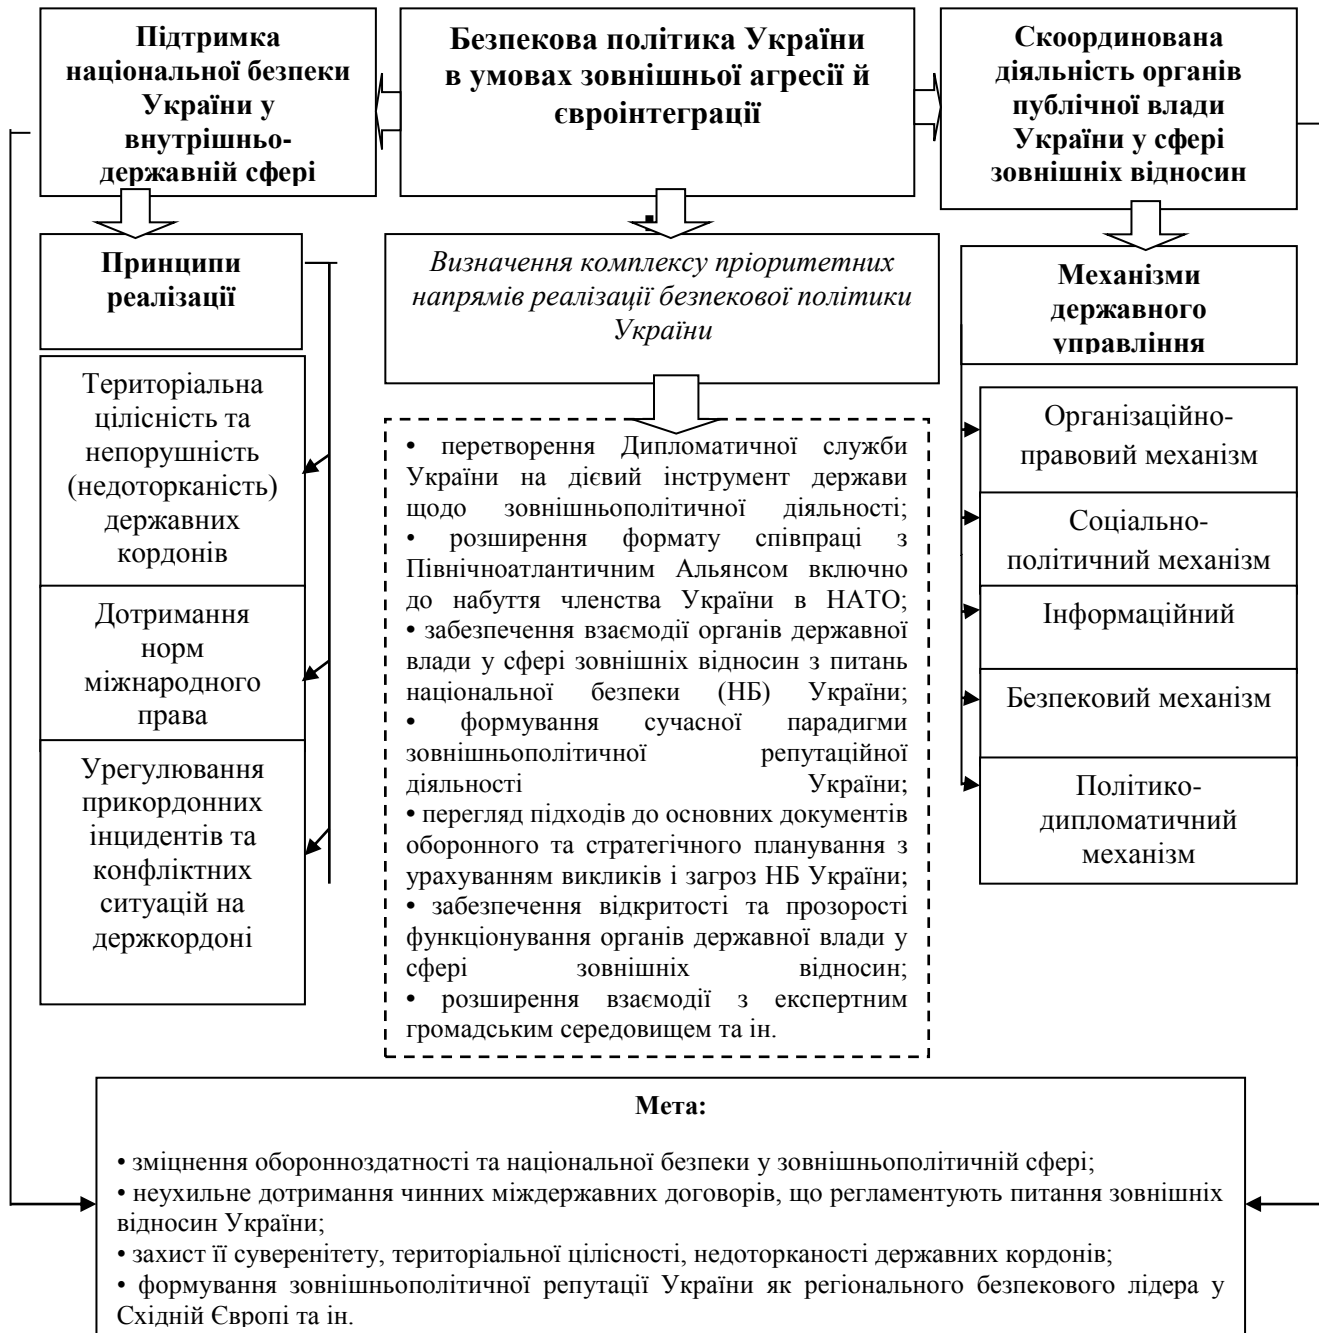 Підтримка
національної безпеки
України у
внутрішньо-
державній сфері
Безпекова політика України
в умовах зовнішньої агресії й
євроінтеграції
Скоординована
діяльність органів
публічної влади
України у сфері
зовнішніх відносин
Принципи
реалізації
Територіальна
цілісність та
непорушність
(недоторканість)
державних
кордонів
Дотримання
норм
міжнародного
права
Урегулювання
прикордонних
інцидентів та
конфліктних
ситуацій на
держкордоні
Визначення комплексу пріоритетних
напрямів реалізації безпекової політики
України
• перетворення Дипломатичної служби
України на дієвий інструмент держави
щодо зовнішньополітичної діяльності;
• розширення формату співпраці з
Північноатлантичним Альянсом включно
до набуття членства України в НАТО;
• забезпечення взаємодії органів державної
влади у сфері зовнішніх відносин з питань
національної безпеки (НБ) України;
• формування сучасної парадигми
зовнішньополітичної репутаційної
діяльності України;
• перегляд підходів до основних документів
оборонного та стратегічного планування з
урахуванням викликів і загроз НБ України;
• забезпечення відкритості та прозорості
функціонування органів державної влади у
сфері зовнішніх відносин;
• розширення взаємодії з експертним
громадським середовищем та ін.
Механізми
державного
управління
Організаційно-
правовий механізм
Соціально-
політичний механізм
Інформаційний
Безпековий механізм
Політико-
дипломатичний
механізм
Мета:
• зміцнення обороноздатності та національної безпеки у зовнішньополітичній сфері;
• неухильне дотримання чинних міждержавних договорів, що регламентують питання зовнішніх
відносин України;
• захист її суверенітету, територіальної цілісності, недоторканості державних кордонів;
• формування зовнішньополітичної репутації України як регіонального безпекового лідера у
Східній Європі та ін.